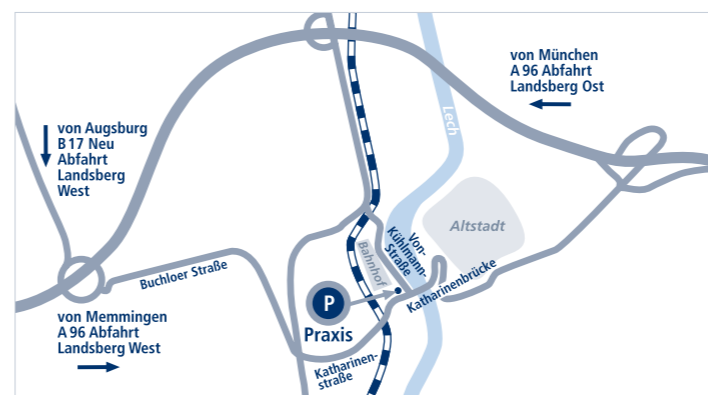 von München
A 96 Abfahrt
Landsberg Ost
von Augsburg
B 17 Neu
Abfahrt
Landsberg
West
Lech
Altstadt
Von-
Kühlmann-
Straße
Bahnhof
Buchloer Straße
Katharinenbrücke
P
Praxis
von Memmingen
A 96 Abfahrt
Landsberg West
Katharinen-
straße